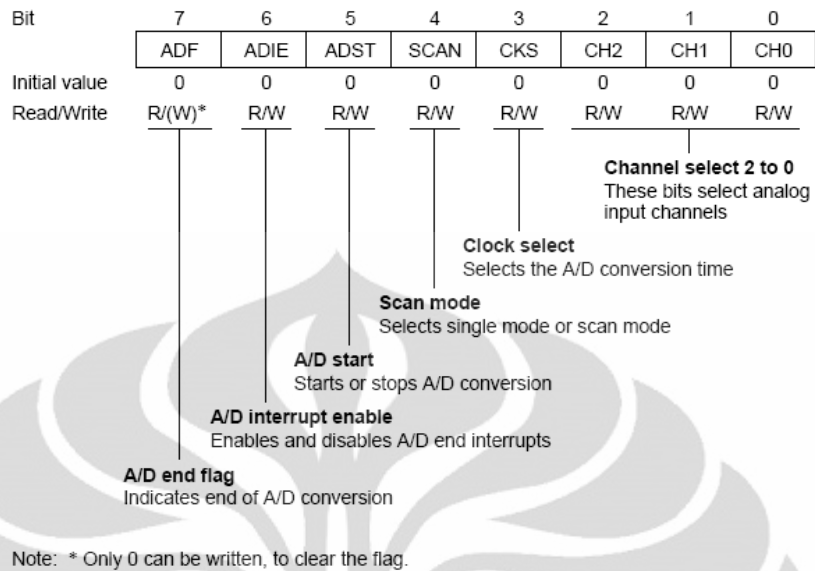 Bit 7 6 5 4 3 2 1 0
ADF ADIE ADST SCAN CKS CH2 CH1 CH0
Initial value 0 0 0 0 0 0 0 0
Read/Write R/(W)* R/W R/W R/W R/W R/W R/W R/W
Channel select 2 to 0
These bits select analog
input channels
Clock select
Selects the A/D conversion time
Scan mode
Selects single mode or scan mode
A/D start
Starts or stops A/D conversion
A/D interrupt enable
Enables and disables A/D end interrupts
A/D end flag
Indicates end of A/D conversion
Note: * Only 0 can be written, to clear the flag.